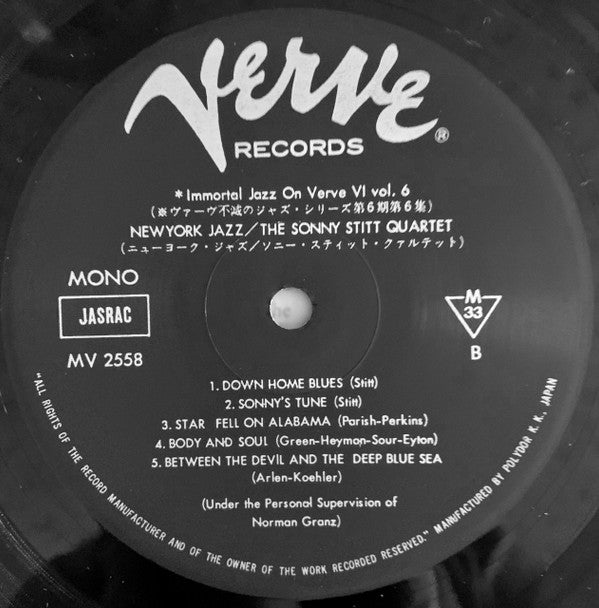 Verve
®
RECORDS
*Immortal Jazz On Verve VI vol. 6
(※ヴァーヴ不滅のジャズ・シリーズ第6期第6集)
NEWYORK JAZZ/THE SONNY STITT QUARTET
(ニューヨーク・ジャズ/ソニー・スティット・クァルテット)
MONO
JASRAC
MV 2558
M
33
B
1. DOWN HOME BLUES (Stitt)
2. SONNY'S TUNE (Stitt)
3. STAR FELL ON ALABAMA (Parish-Perkins)
4. BODY AND SOUL (Green-Heyman-Sour-Eyton)
5. BETWEEN THE DEVIL AND THE DEEP BLUE SEA
(Arlen-Koehler)
(Under the Personal Supervision of
Norman Granz)
"ALL RIGHTS OF THE RECORD MANUFACTURER AND OF THE OWNER OF THE WORK RECORDED RESERVED." MANUFACTURED BY POLYDOR K. K., JAPAN